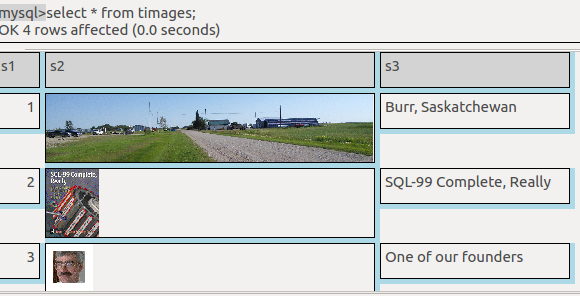 mysql>select * from timages;
OK 4 rows affected (0.0 seconds)
s1 s2 s3
1 Burr, Saskatchewan
2 SQL-99 Complete, Really SQL-99 Complete, Really
3 One of our founders